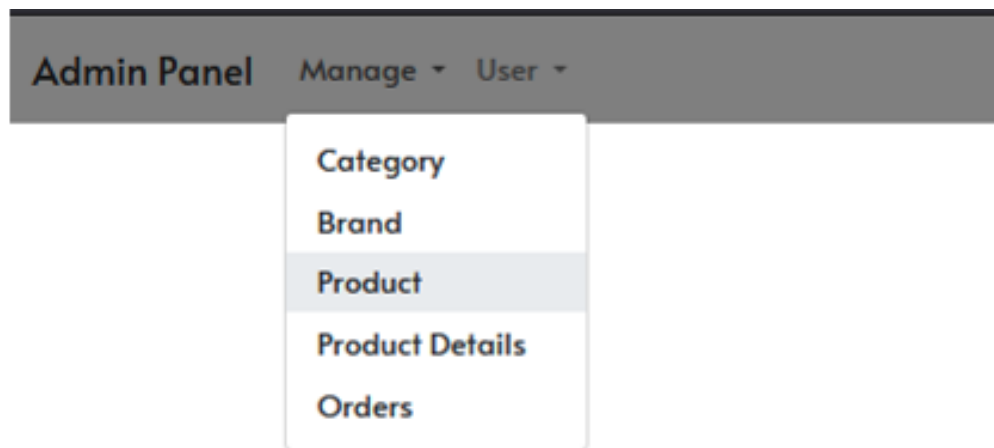 Admin Panel Manage User
Category
Brand
Product
Product Details
Orders